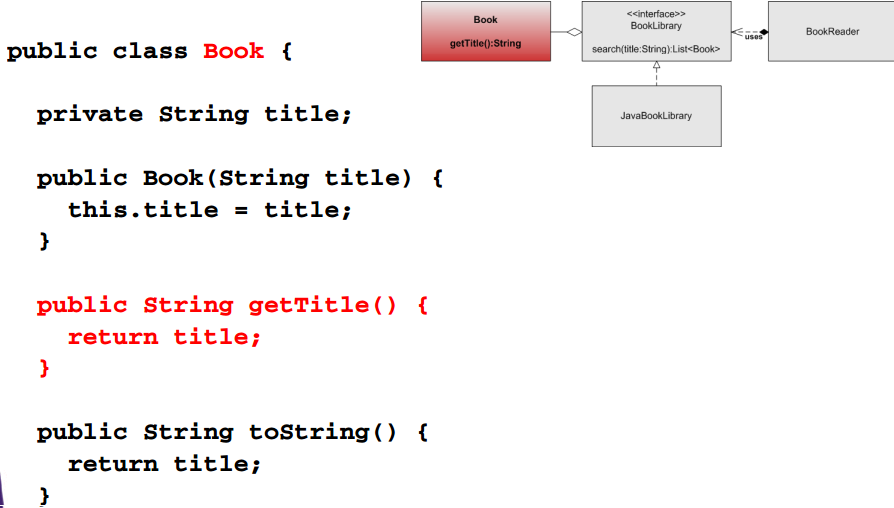 public class Book {
private String title;
public Book(String title) {
this.title = title;
}
public String getTitle() {
return title;
}
public String toString() {
return title;
}
Book
getTitle():String
<<interface>>
BookLibrary
search(title:String):List<Book>
uses
BookReader
JavaBookLibrary